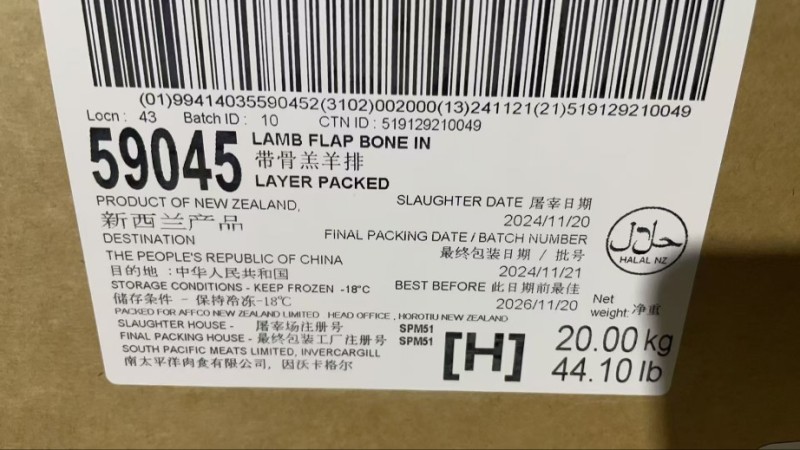 (01)99414035590452(3102)002000(13)241121(21)519129210049
Locn : 43 Batch ID : 10 CTN ID : 519129210049
59045
LAMB FLAP BONE IN
带骨羔羊排
LAYER PACKED
PRODUCT OF NEW ZEALAND,
新西兰产品
DESTINATION
THE PEOPLE'S REPUBLIC OF CHINA
目的地 :中华人民共和国
STORAGE CONDITIONS - KEEP FROZEN -18°C
储存条件 - 保持冷冻-18℃
SLAUGHTER DATE 屠宰日期
2024/11/20
FINAL PACKING DATE / BATCH NUMBER
最终包装日期 / 批号
2024/11/21
BEST BEFORE 此日期前最佳
2026/11/20
حلال
HALAL NZ
PACKED FOR AFFCO NEW ZEALAND LIMITED HEAD OFFICE , HOROTIU NEW ZEALAND
SLAUGHTER HOUSE - 屠宰场注册号 SPM51
FINAL PACKING HOUSE - 最终包装工厂注册号 SPM51
SOUTH PACIFIC MEATS LIMITED, INVERCARGILL
南太平洋肉食有限公司, 因沃卡格尔
[H]
Net
weight: 净重
20.00 kg
44.10 lb